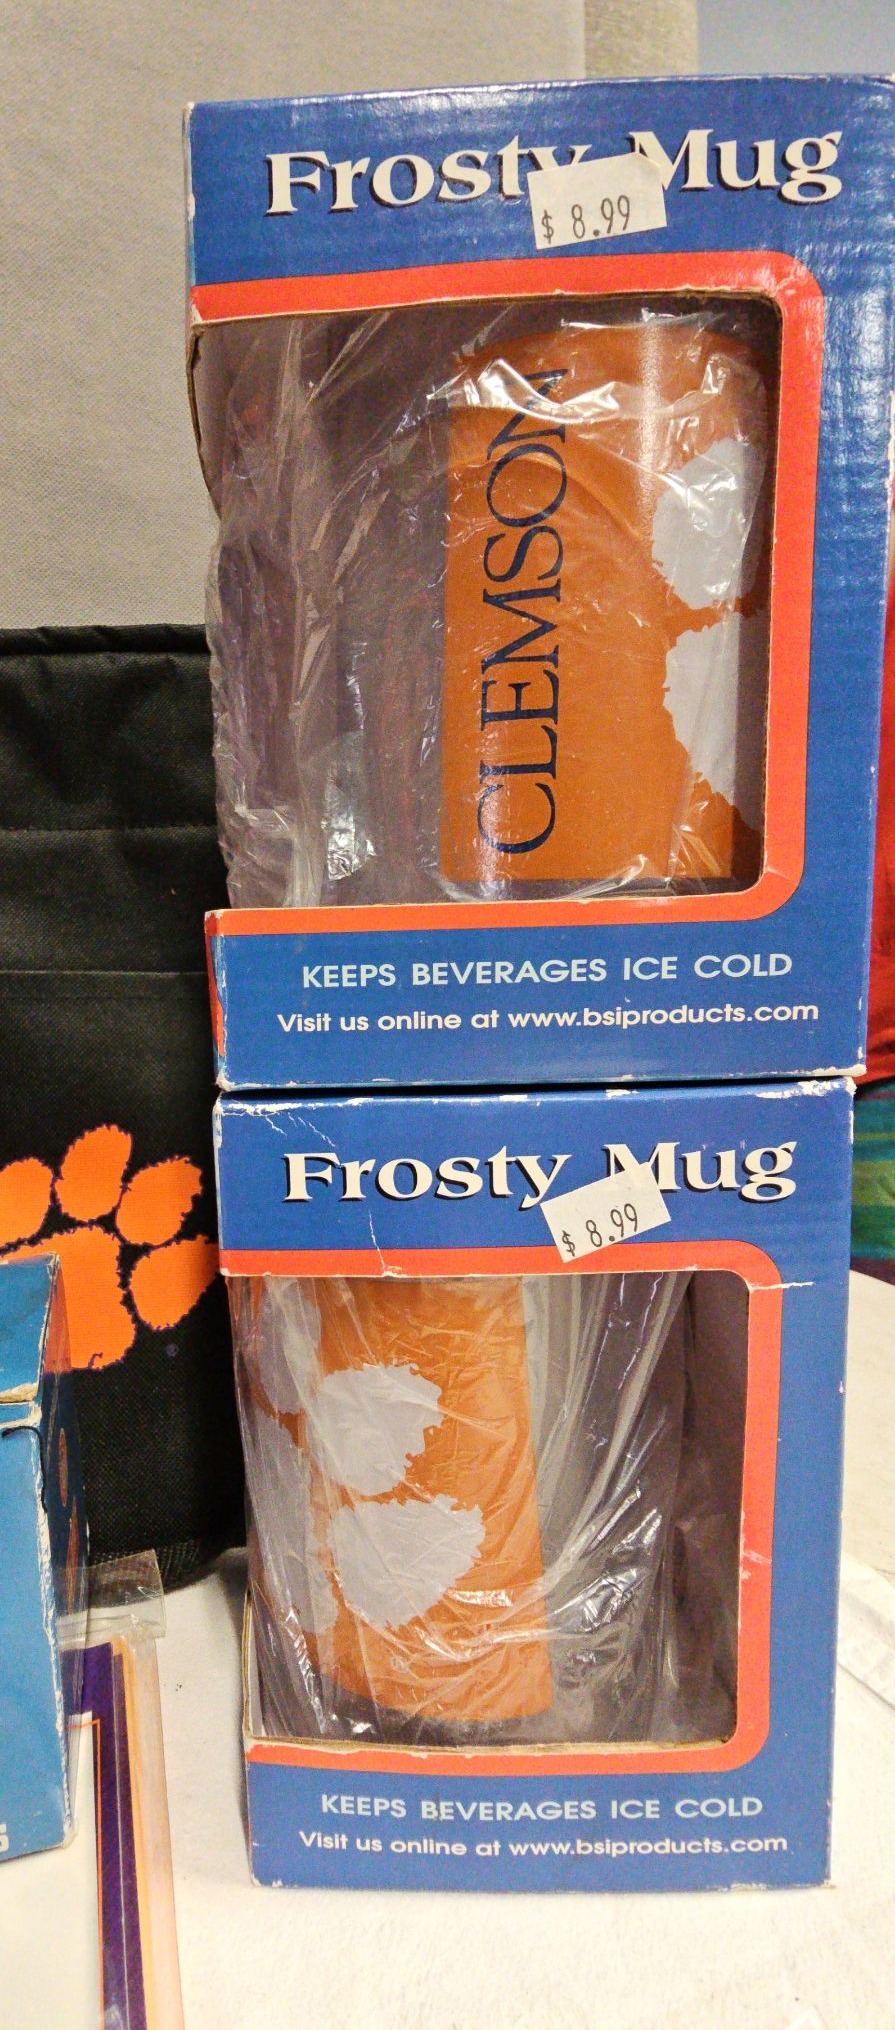 Frosty Mug
$ 8.99
CLEMSON
KEEPS BEVERAGES ICE COLD
Visit us online at www.bsiproducts.com
Frosty Mug
$ 8.99
KEEPS BEVERAGES ICE COLD
Visit us online at www.bsiproducts.com